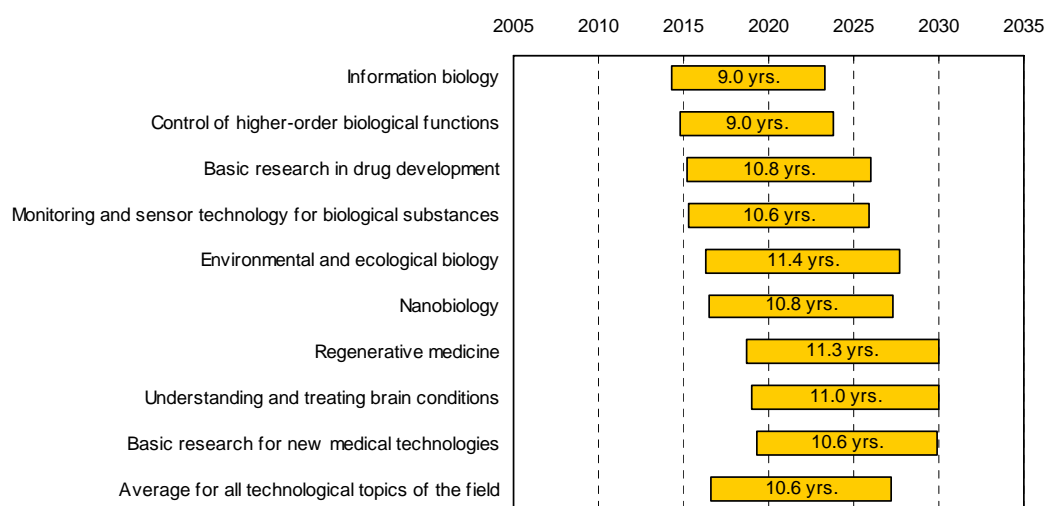 2005 2010 2015 2020 2025 2030 2035
Information biology 9.0 yrs.
Control of higher-order biological functions 9.0 yrs.
Basic research in drug development 10.8 yrs.
Monitoring and sensor technology for biological substances 10.6 yrs.
Environmental and ecological biology 11.4 yrs.
Nanobiology 10.8 yrs.
Regenerative medicine 11.3 yrs.
Understanding and treating brain conditions 11.0 yrs.
Basic research for new medical technologies 10.6 yrs.
Average for all technological topics of the field 10.6 yrs.